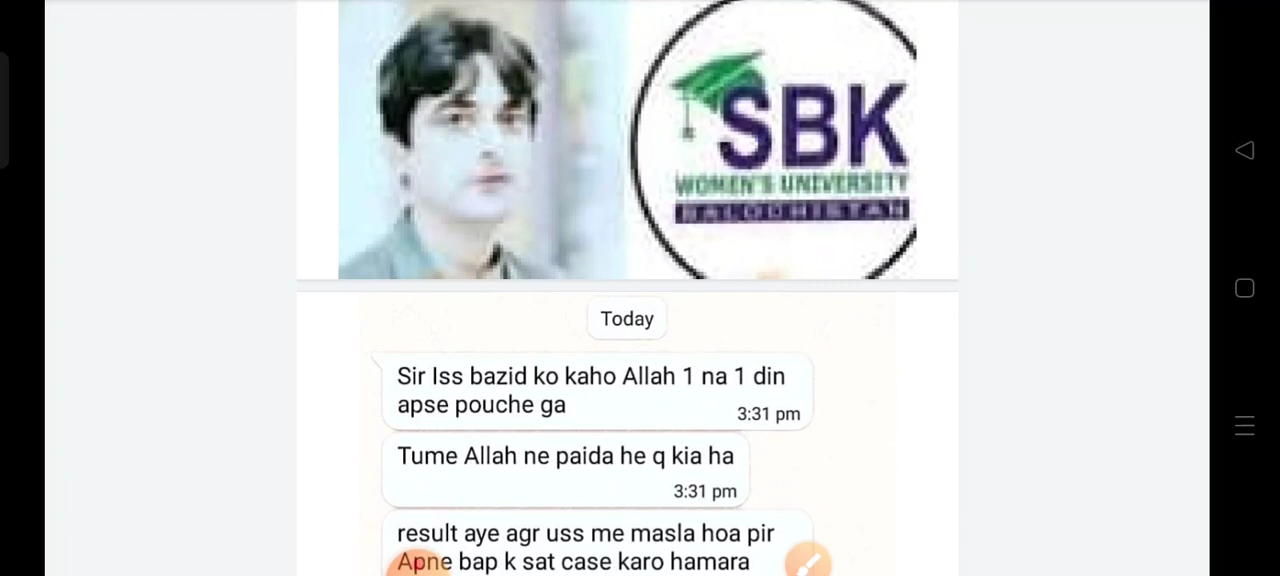 SBK
WOMEN'S UNIVERSITY
BALOCHISTAN
Today
Sir Iss bazid ko kaho Allah 1 na 1 din
apse pouche ga
3:31 pm
Tume Allah ne paida he q kia ha
3:31 pm
result aye agr uss me masla hoa pir
Apne bap k sat case karo hamara